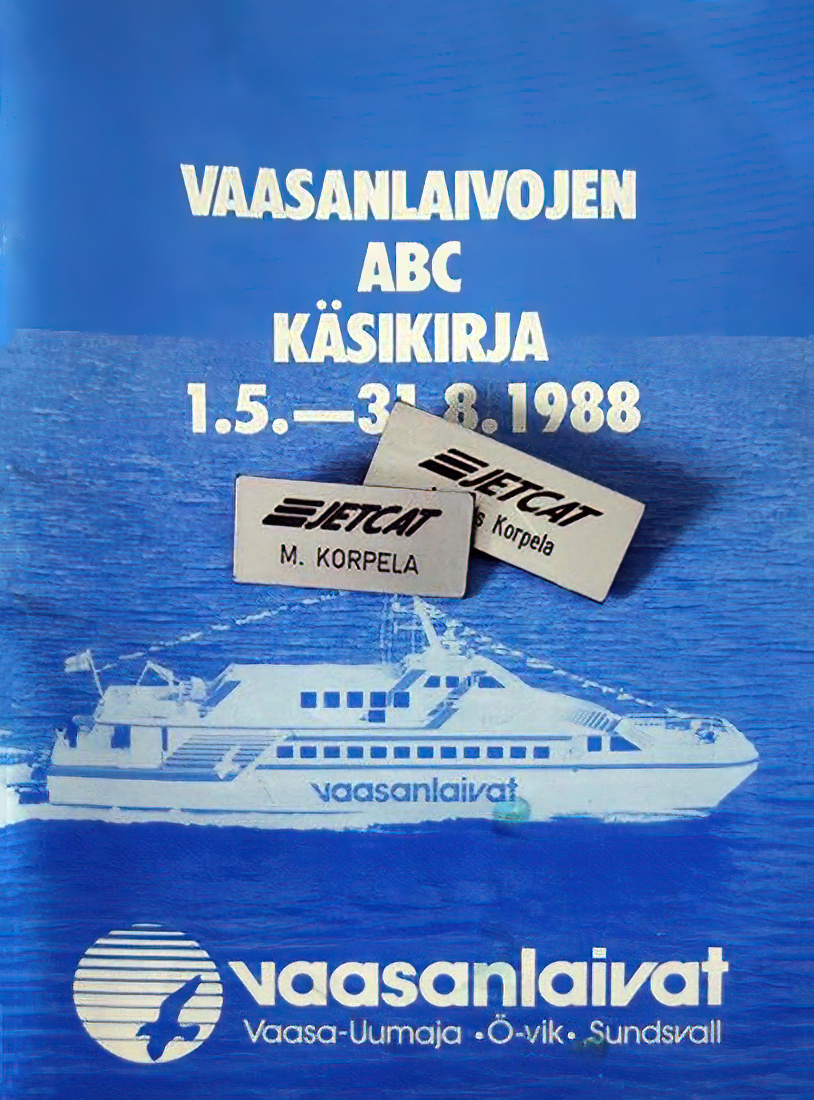 VAASANLAIVOJEN
ABC
KÄSIKIRJA
1.5.—31.8.1988
JETCAT
Korpela
JETCAT
M. KORPELA
vaasanlaivat
vaasanlaivat
Vaasa-Uumaja • Ö-vik • Sundsvall